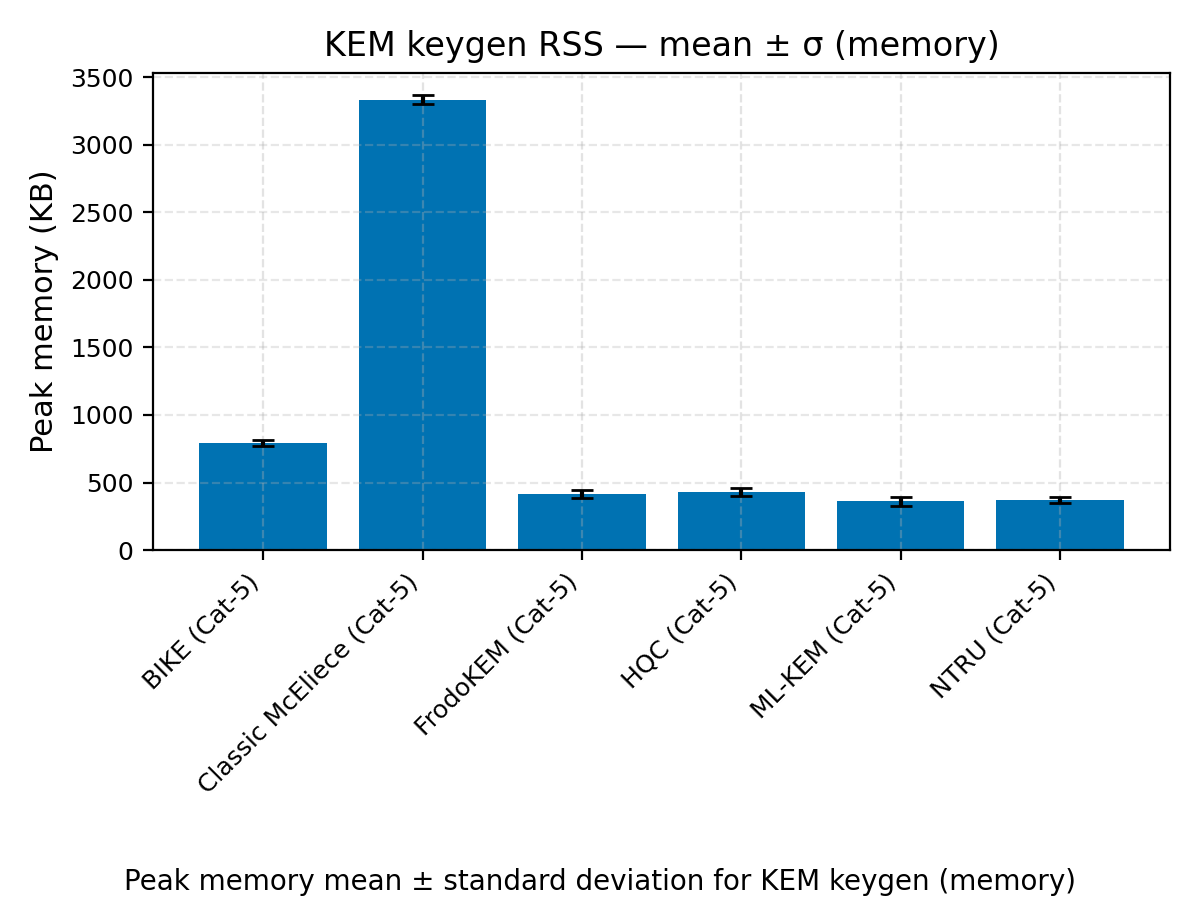 KEM keygen RSS — mean ± σ (memory)
Peak memory (KB)
3500
3000
2500
2000
1500
1000
500
0
BIKE (Cat-5)
Classic McEliece (Cat-5)
FrodoKEM (Cat-5)
HQC (Cat-5)
ML-KEM (Cat-5)
NTRU (Cat-5)
Peak memory mean ± standard deviation for KEM keygen (memory)